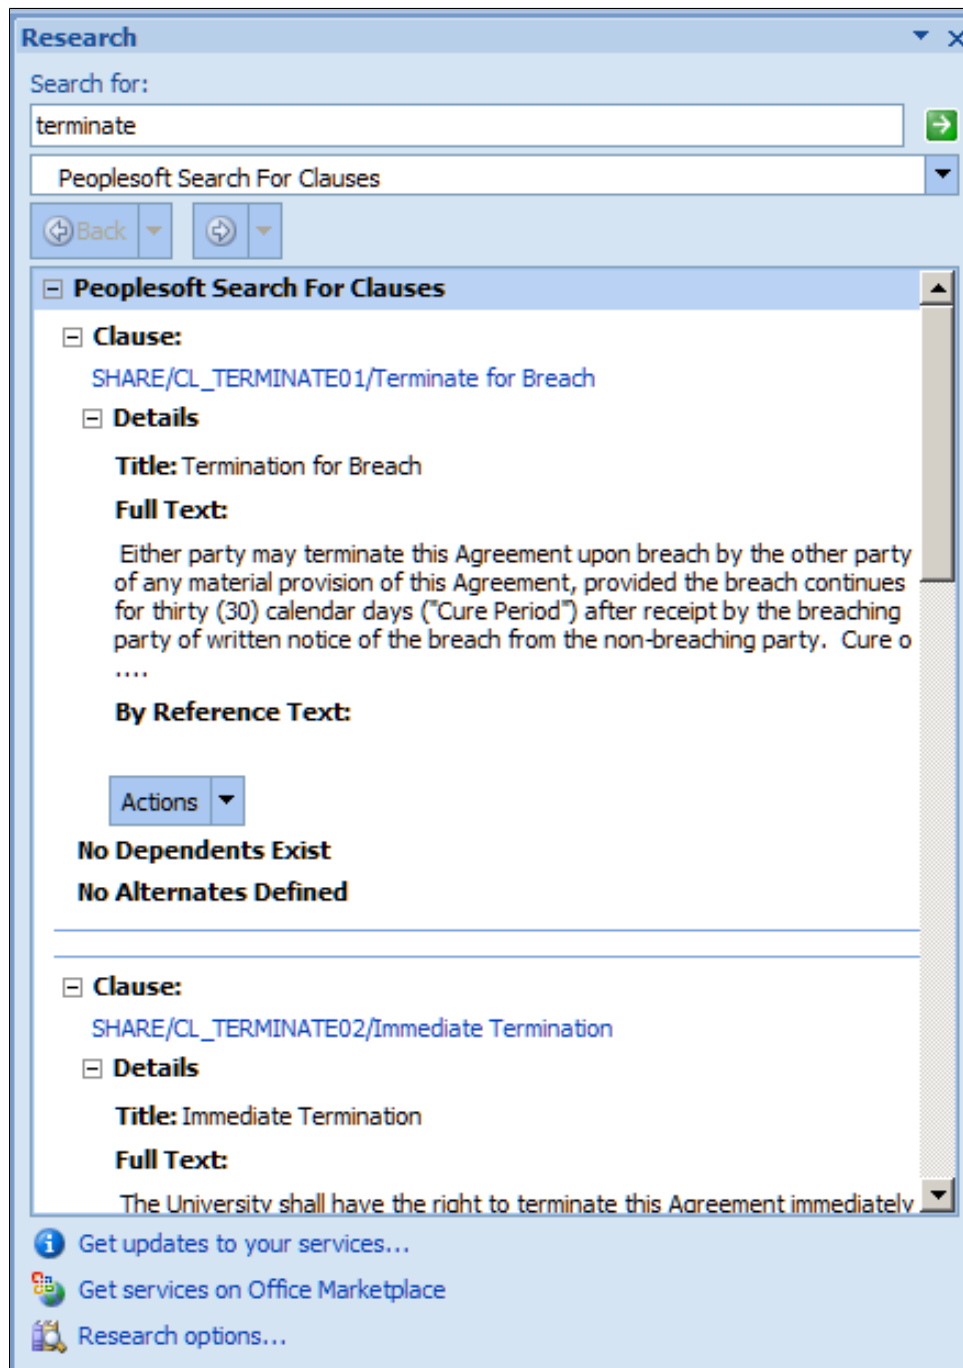 Research
Search for:
terminate
Peoplesoft Search For Clauses
Back
Peoplesoft Search For Clauses
Clause:
SHARE/CL_TERMINATE01/Terminate for Breach
Details
Title: Termination for Breach
Full Text:
Either party may terminate this Agreement upon breach by the other party
of any material provision of this Agreement, provided the breach continues
for thirty (30) calendar days ("Cure Period") after receipt by the breaching
party of written notice of the breach from the non-breaching party.  Cure o
....
By Reference Text:
Actions
No Dependents Exist
No Alternates Defined
Clause:
SHARE/CL_TERMINATE02/Immediate Termination
Details
Title: Immediate Termination
Full Text:
The University shall have the right to terminate this Agreement immediately
Get updates to your services...
Get services on Office Marketplace
Research options...